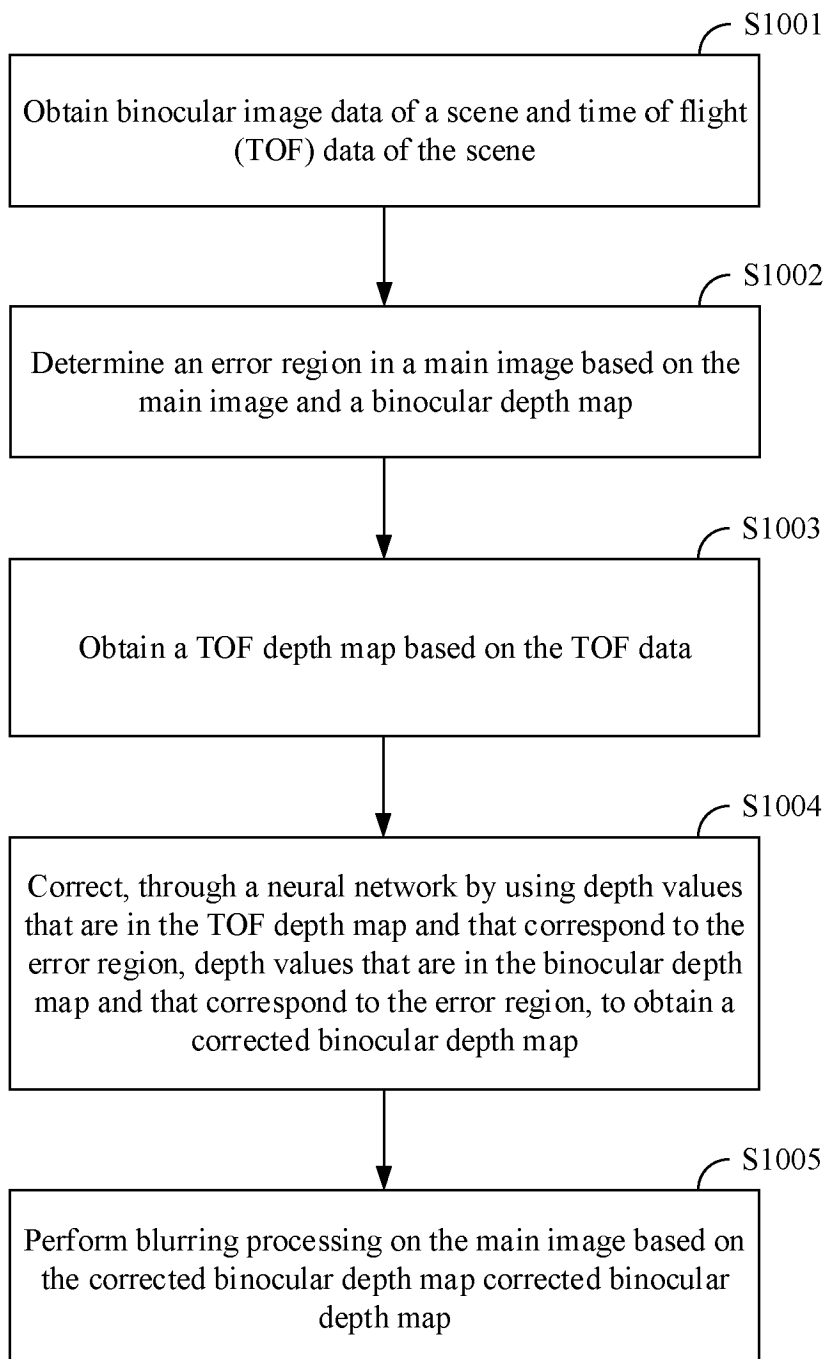 S1001
Obtain binocular image data of a scene and time of flight
(TOF) data of the scene
S1002
Determine an error region in a main image based on the
main image and a binocular depth map
S1003
Obtain a TOF depth map based on the TOF data
S1004
Correct, through a neural network by using depth values
that are in the TOF depth map and that correspond to the
error region, depth values that are in the binocular depth
map and that correspond to the error region, to obtain a
corrected binocular depth map
S1005
Perform blurring processing on the main image based on
the corrected binocular depth map corrected binocular
depth map